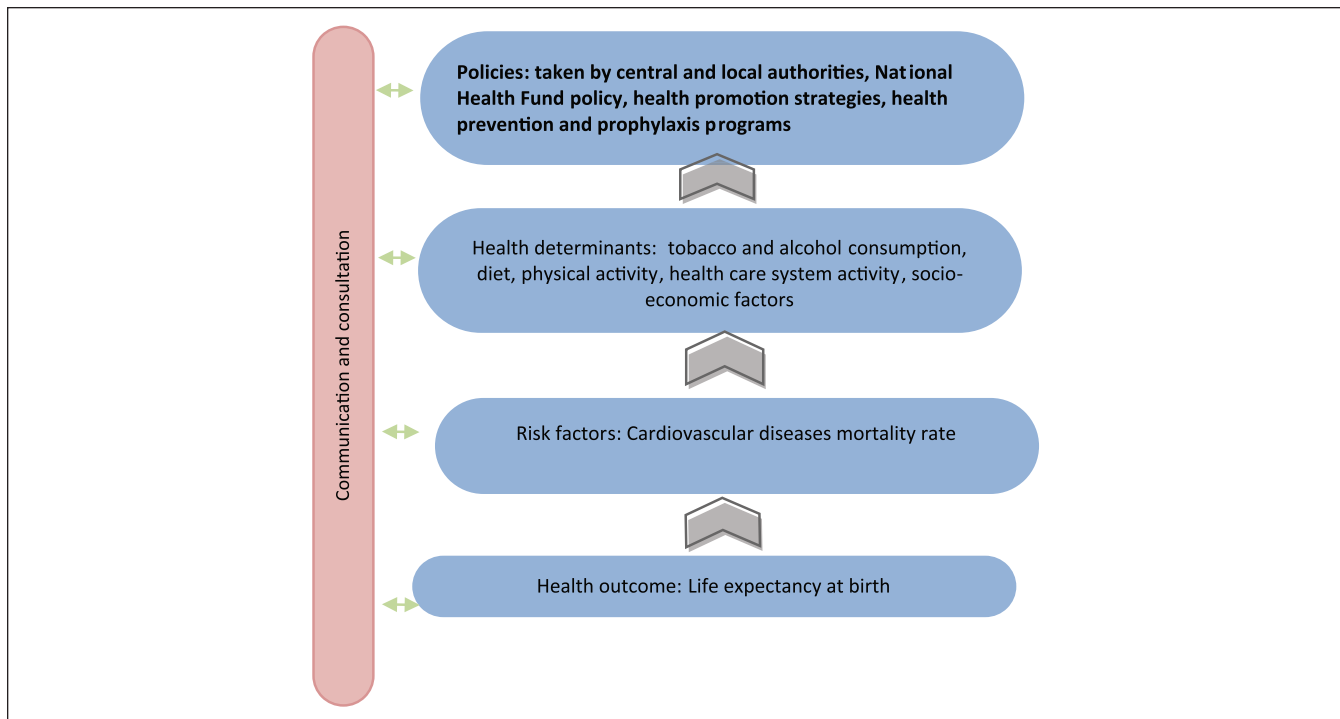 Communication and consultation
Policies: taken by central and local authorities, National
Health Fund policy, health promotion strategies, health
prevention and prophylaxis programs
Health determinants: tobacco and alcohol consumption,
diet, physical activity, health care system activity, socio-
economic factors
Risk factors: Cardiovascular diseases mortality rate
Health outcome: Life expectancy at birth